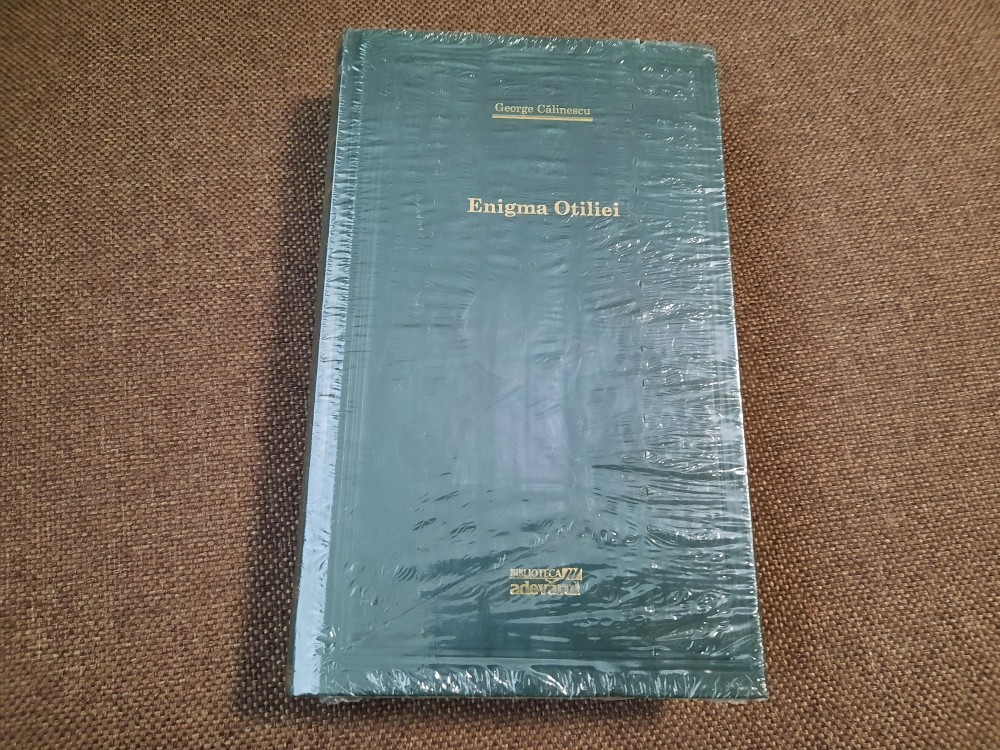 George Călinescu
Enigma Otiliei
BIBLIOTECA
adevărul